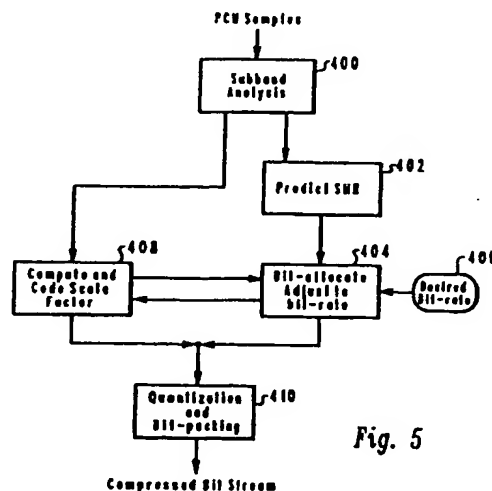 PCM Samples
400
Subband
Analysis
402
Predict SMR
408
Compute and
Code Scale
Factor
404
Bit-allocate
Adjust to
bit-rate
406
Desired
Bit-rate
410
Quantization
and
Bit-packing
Fig. 5
Compressed Bit Stream